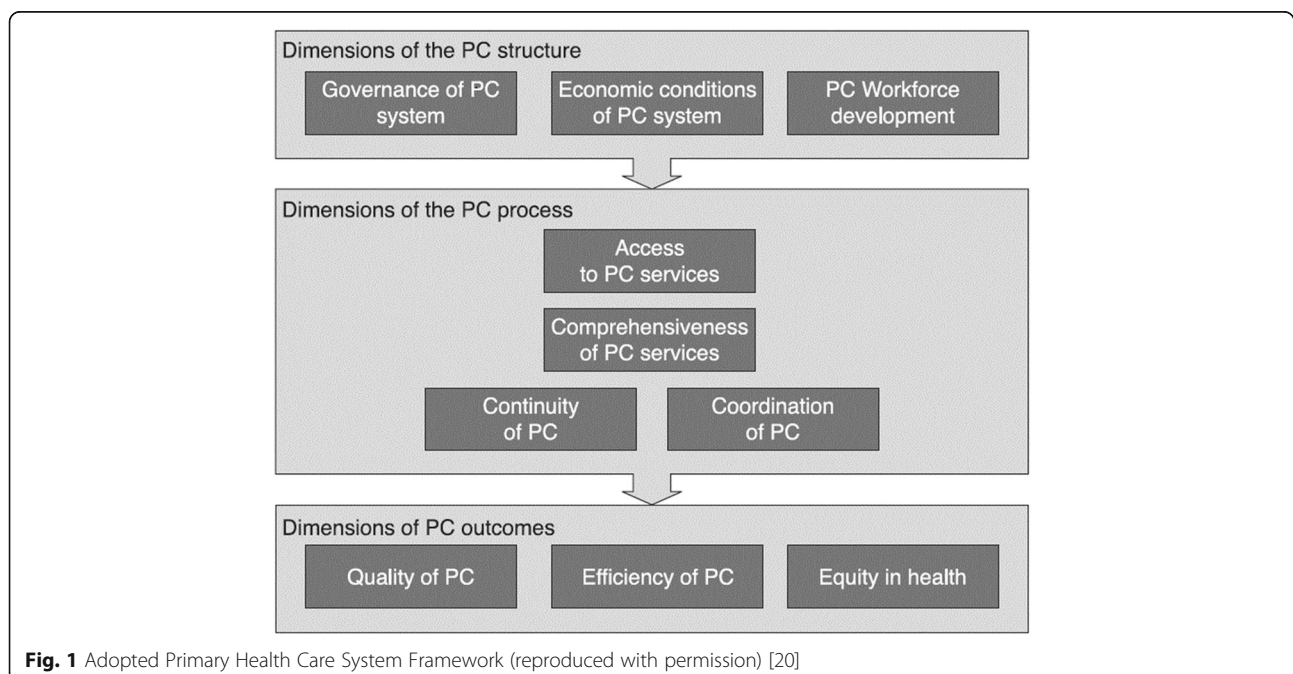 Dimensions of the PC structure
Governance of PC
system
Economic conditions
of PC system
PC Workforce
development
Dimensions of the PC process
Access
to PC services
Comprehensiveness
of PC services
Continuity
of PC
Coordination
of PC
Dimensions of PC outcomes
Quality of PC
Efficiency of PC
Equity in health
Fig. 1 Adopted Primary Health Care System Framework (reproduced with permission) [20]